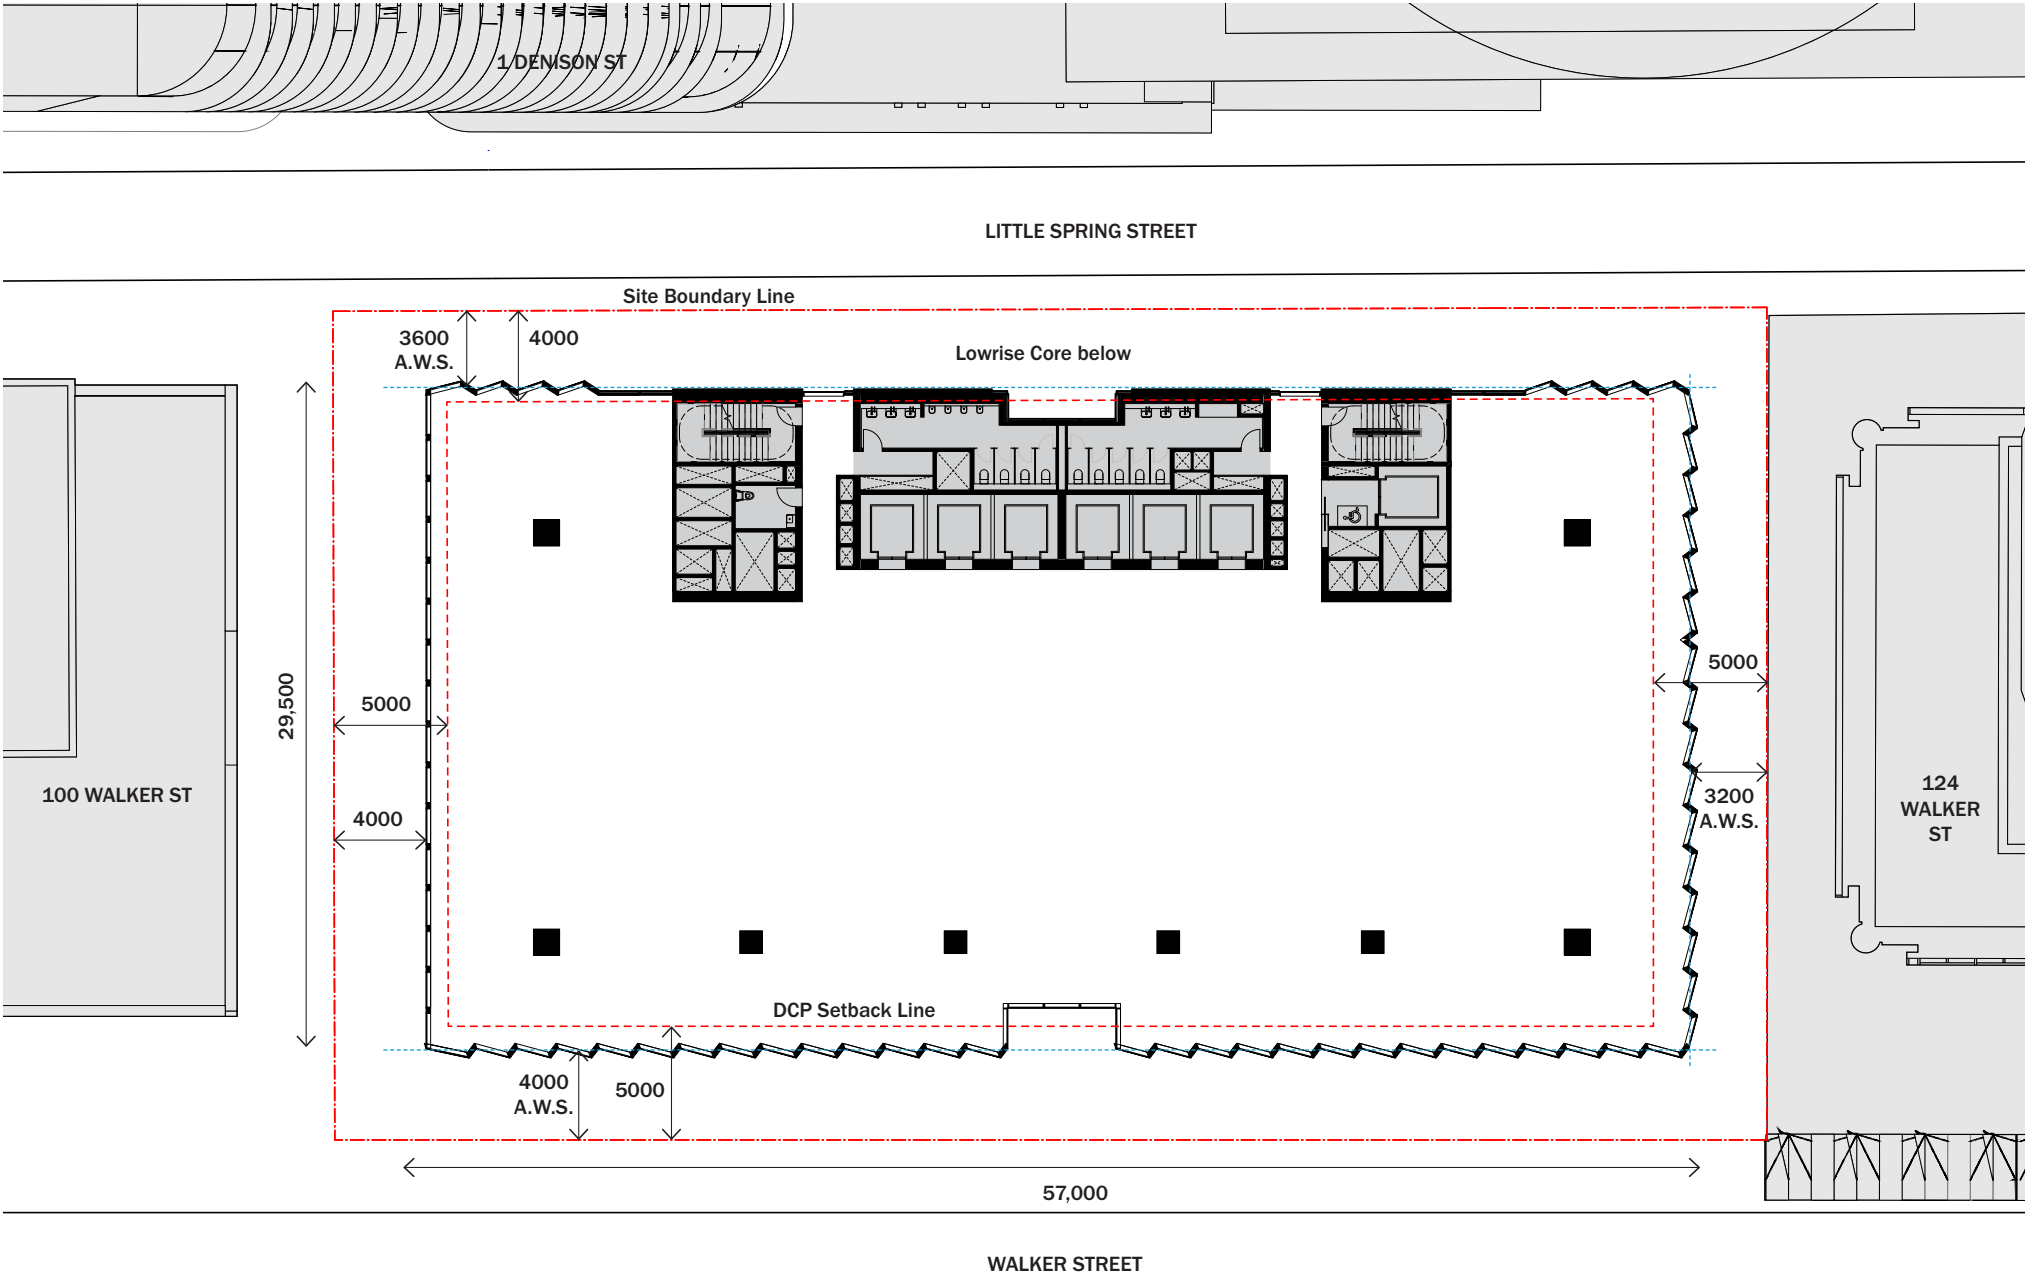 1 DENISON ST
LITTLE SPRING STREET
Site Boundary Line
3600
A.W.S.
4000
Lowrise Core below
29,500
5000
4000
100 WALKER ST
5000
3200
A.W.S.
124
WALKER
ST
DCP Setback Line
4000
A.W.S.
5000
57,000
WALKER STREET